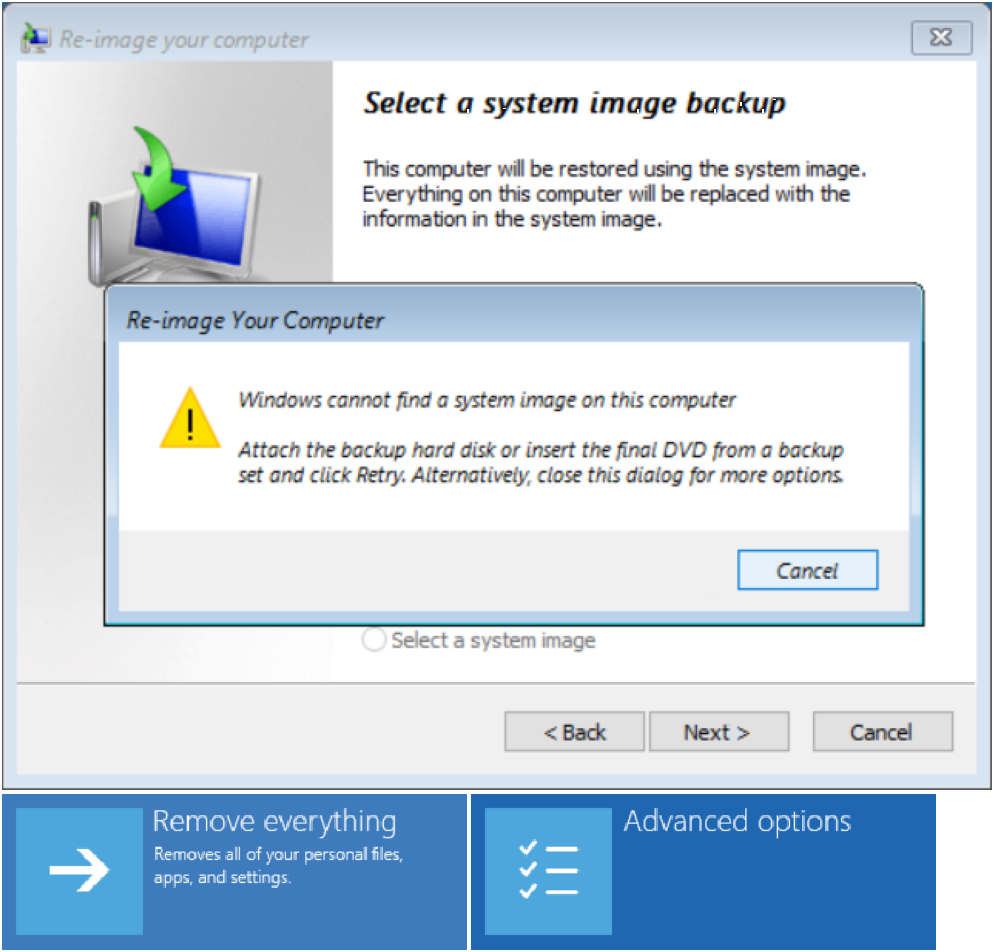 Re-image your computer
Select a system image backup
This computer will be restored using the system image.
Everything on this computer will be replaced with the
information in the system image.
Re-image Your Computer
Windows cannot find a system image on this computer
Attach the backup hard disk or insert the final DVD from a backup
set and click Retry. Alternatively, close this dialog for more options.
Cancel
Select a system image
< Back Next > Cancel
Remove everything
Removes all of your personal files,
apps, and settings.
Advanced options